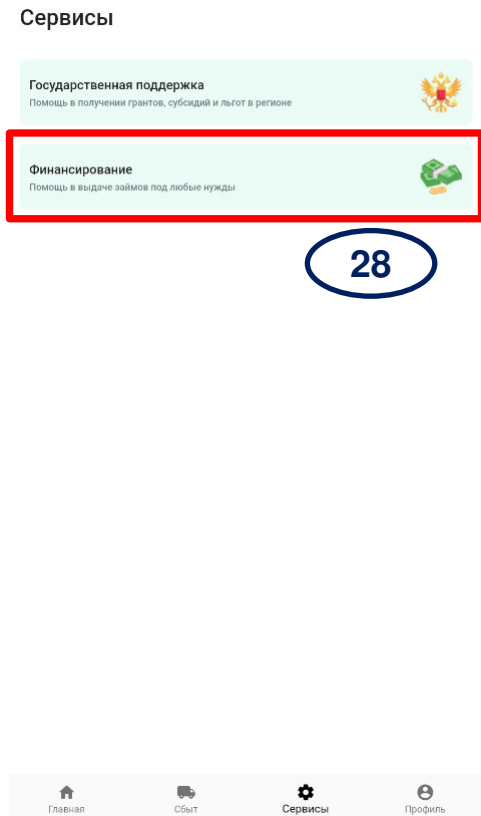 Сервисы
Государственная поддержка
Помощь в получении грантов, субсидий и льгот в регионе
Финансирование
Помощь в выдаче займов под любые нужды
28
Главная Сбыт Сервисы Профиль